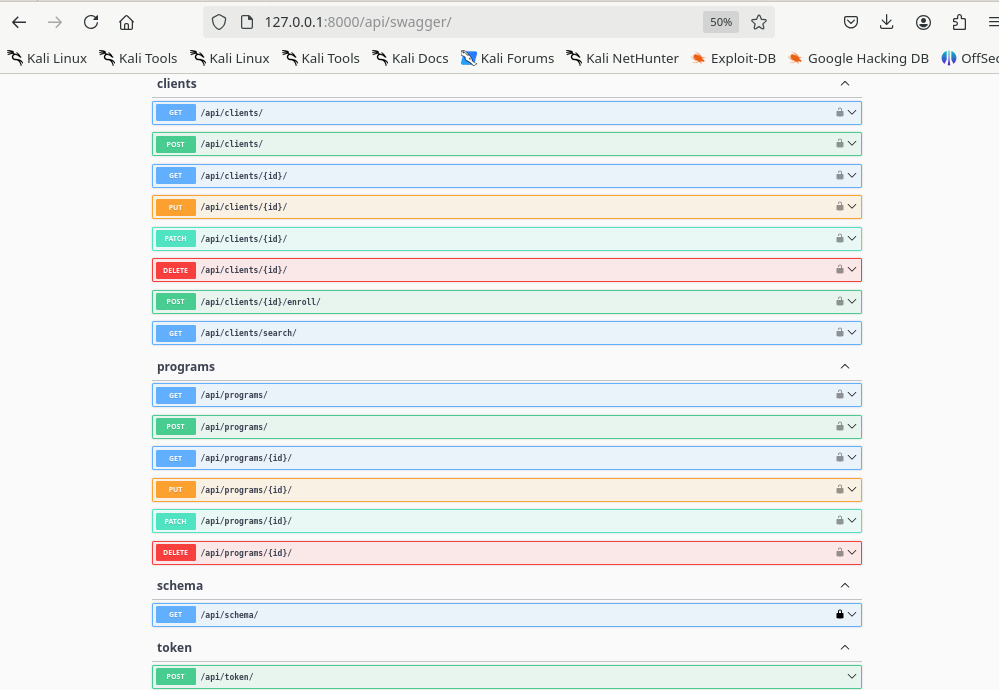 127.0.0.1:8000/api/swagger/ 50%
Kali Linux Kali Tools Kali Linux Kali Tools Kali Docs Kali Forums Kali NetHunter Exploit-DB Google Hacking DB OffSec
clients
GET /api/clients/
POST /api/clients/
GET /api/clients/{id}/
PUT /api/clients/{id}/
PATCH /api/clients/{id}/
DELETE /api/clients/{id}/
POST /api/clients/{id}/enroll/
GET /api/clients/search/
programs
GET /api/programs/
POST /api/programs/
GET /api/programs/{id}/
PUT /api/programs/{id}/
PATCH /api/programs/{id}/
DELETE /api/programs/{id}/
schema
GET /api/schema/
token
POST /api/token/